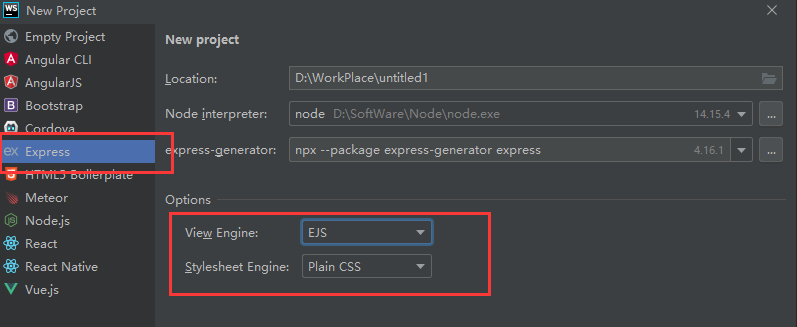 WS New Project
Empty Project
Angular CLI
AngularJS
B Bootstrap
Cordova
ex Express
HTML5 Boilerplate
Meteor
Node.js
React
React Native
Vue.js
New project
Location: D:\WorkPlace\untitled1
Node interpreter: node D:\SoftWare\Node\node.exe 14.15.4 ...
express-generator: npx --package express-generator express 4.16.1 ...
Options
View Engine: EJS
Stylesheet Engine: Plain CSS